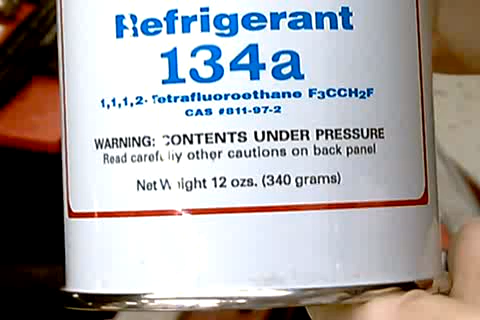 Refrigerant
134a
1,1,1,2-Tetrafluoroethane F3CCH2F
CAS #811-97-2
WARNING: CONTENTS UNDER PRESSURE
Read carefully other cautions on back panel
Net Weight 12 ozs. (340 grams)